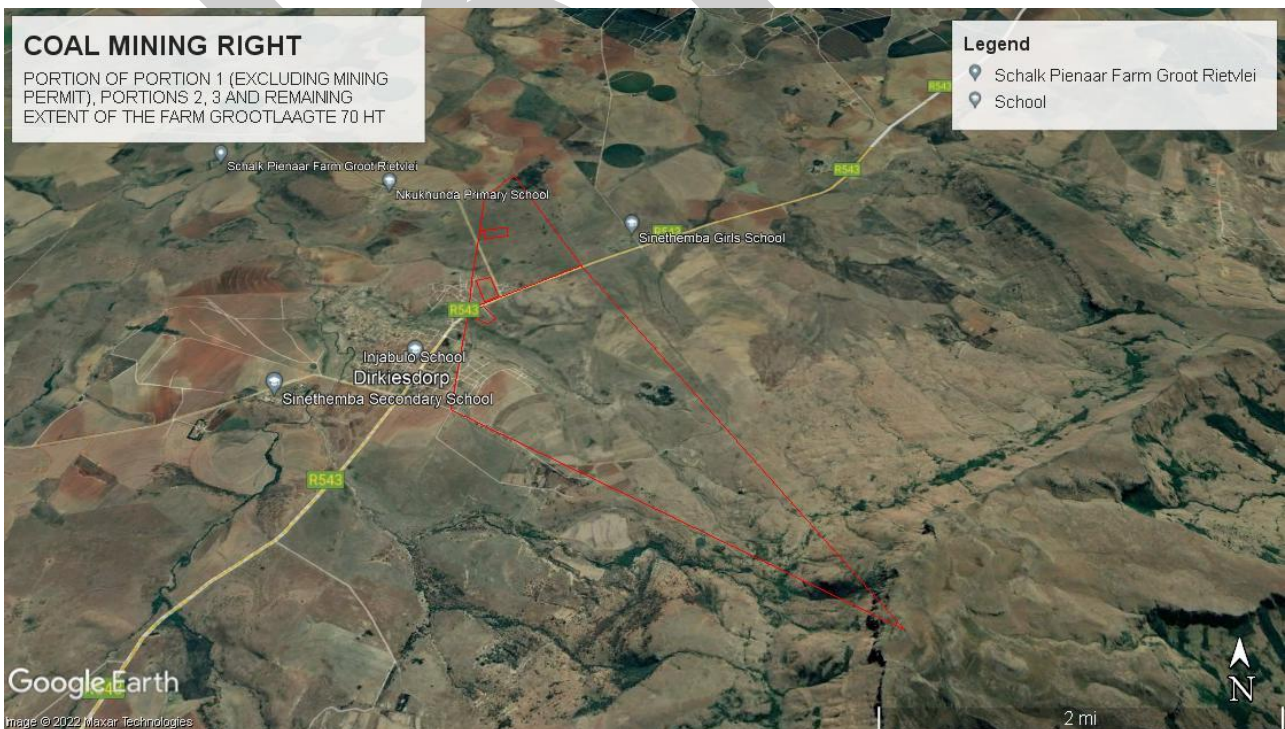 COAL MINING RIGHT
PORTION OF PORTION 1 (EXCLUDING MINING
PERMIT), PORTIONS 2, 3 AND REMAINING
EXTENT OF THE FARM GROOTLAAGTE 70 HT
Legend
Schalk Pienaar Farm Groot Rietvlei
School
R543
R543
Schalk Pienaar Farm Groot Rietvlei
Nkukhunda Primary School
R543
Sinethemba Girls School
R543
Injabulo School
Dirkiesdorp
Sinethemba Secondary School
R543
Google Earth
Image © 2022 Maxar Technologies
N
2 mi